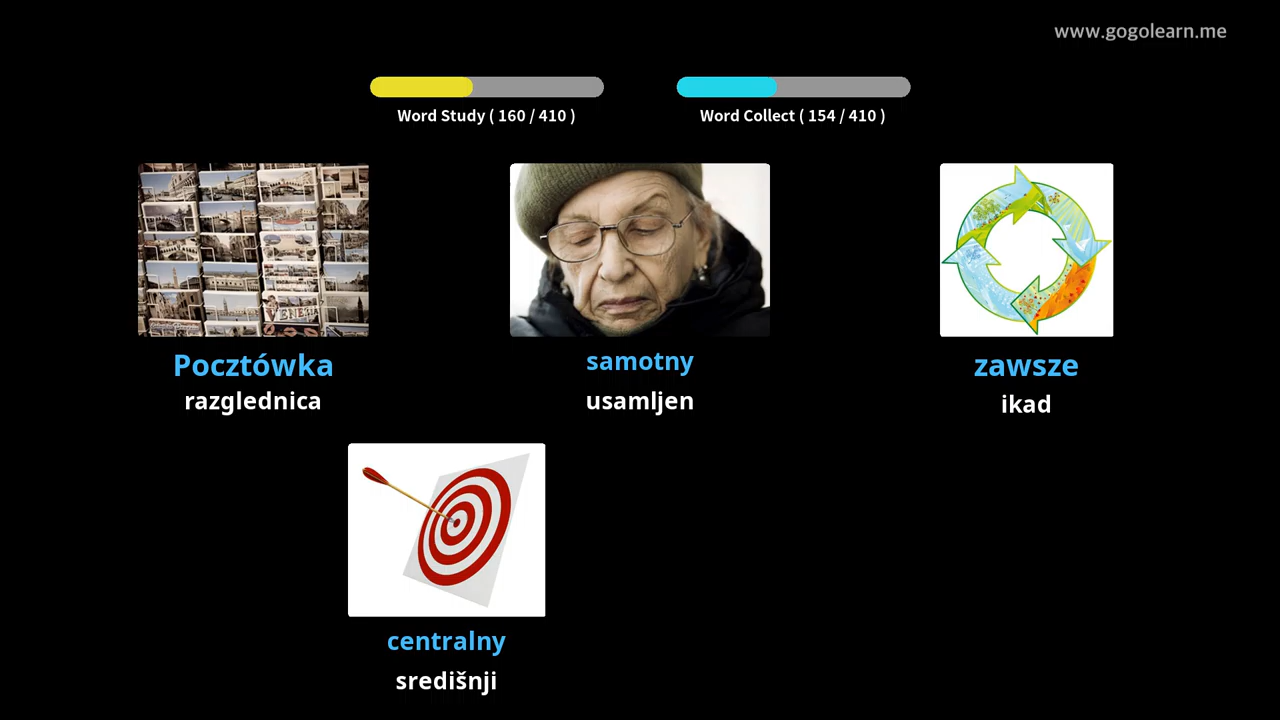 www.gogolearn.me
Word Study ( 160 / 410 )
Word Collect ( 154 / 410 )
Pocztówka
razglednica
samotny
usamljen
zawsze
ikad
centralny
središnji